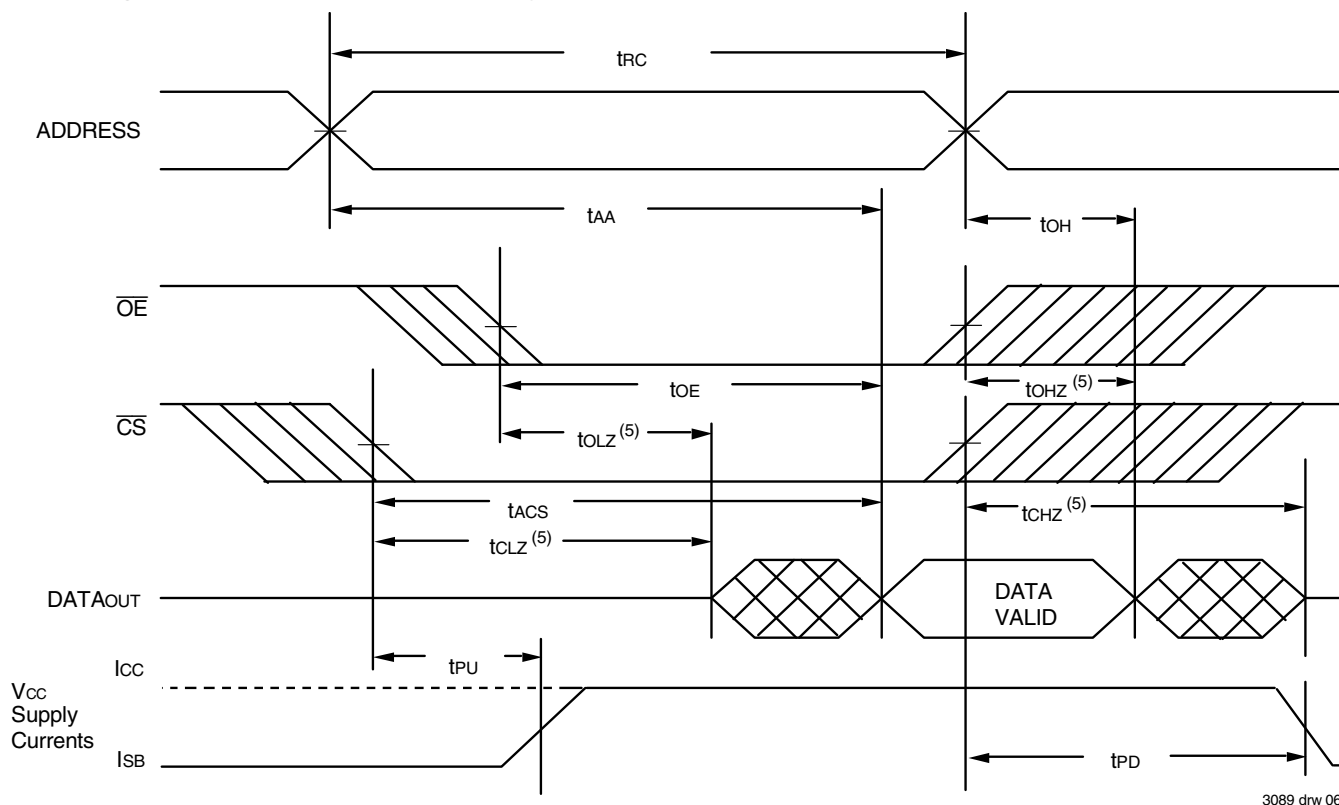 tRC
ADDRESS
tAA
tOH
OE
tOE
tOHZ (5)
CS
tOLZ (5)
tACS
tCHZ (5)
tCLZ (5)
DATAOUT
DATA
VALID
ICC
tPU
VCC
Supply
Currents
ISB
tPD
3089 drw 06